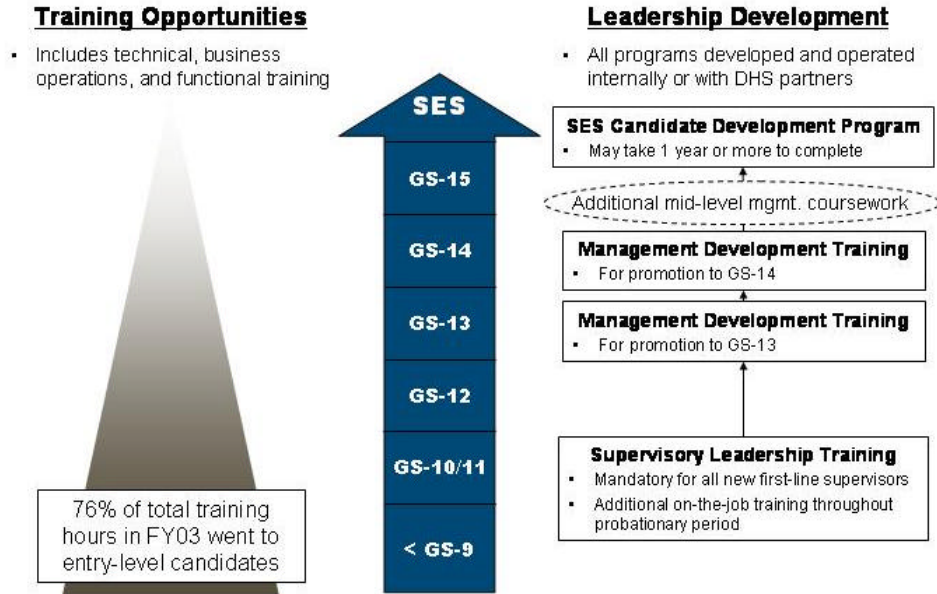 Training Opportunities
▪ Includes technical, business
operations, and functional training
76% of total training
hours in FY03 went to
entry-level candidates
SES
GS-15
GS-14
GS-13
GS-12
GS-10/11
< GS-9
Leadership Development
▪ All programs developed and operated
internally or with DHS partners
SES Candidate Development Program
▪ May take 1 year or more to complete
Additional mid-level mgmt. coursework
Management Development Training
▪ For promotion to GS-14
Management Development Training
▪ For promotion to GS-13
Supervisory Leadership Training
▪ Mandatory for all new first-line supervisors
▪ Additional on-the-job training throughout
probationary period